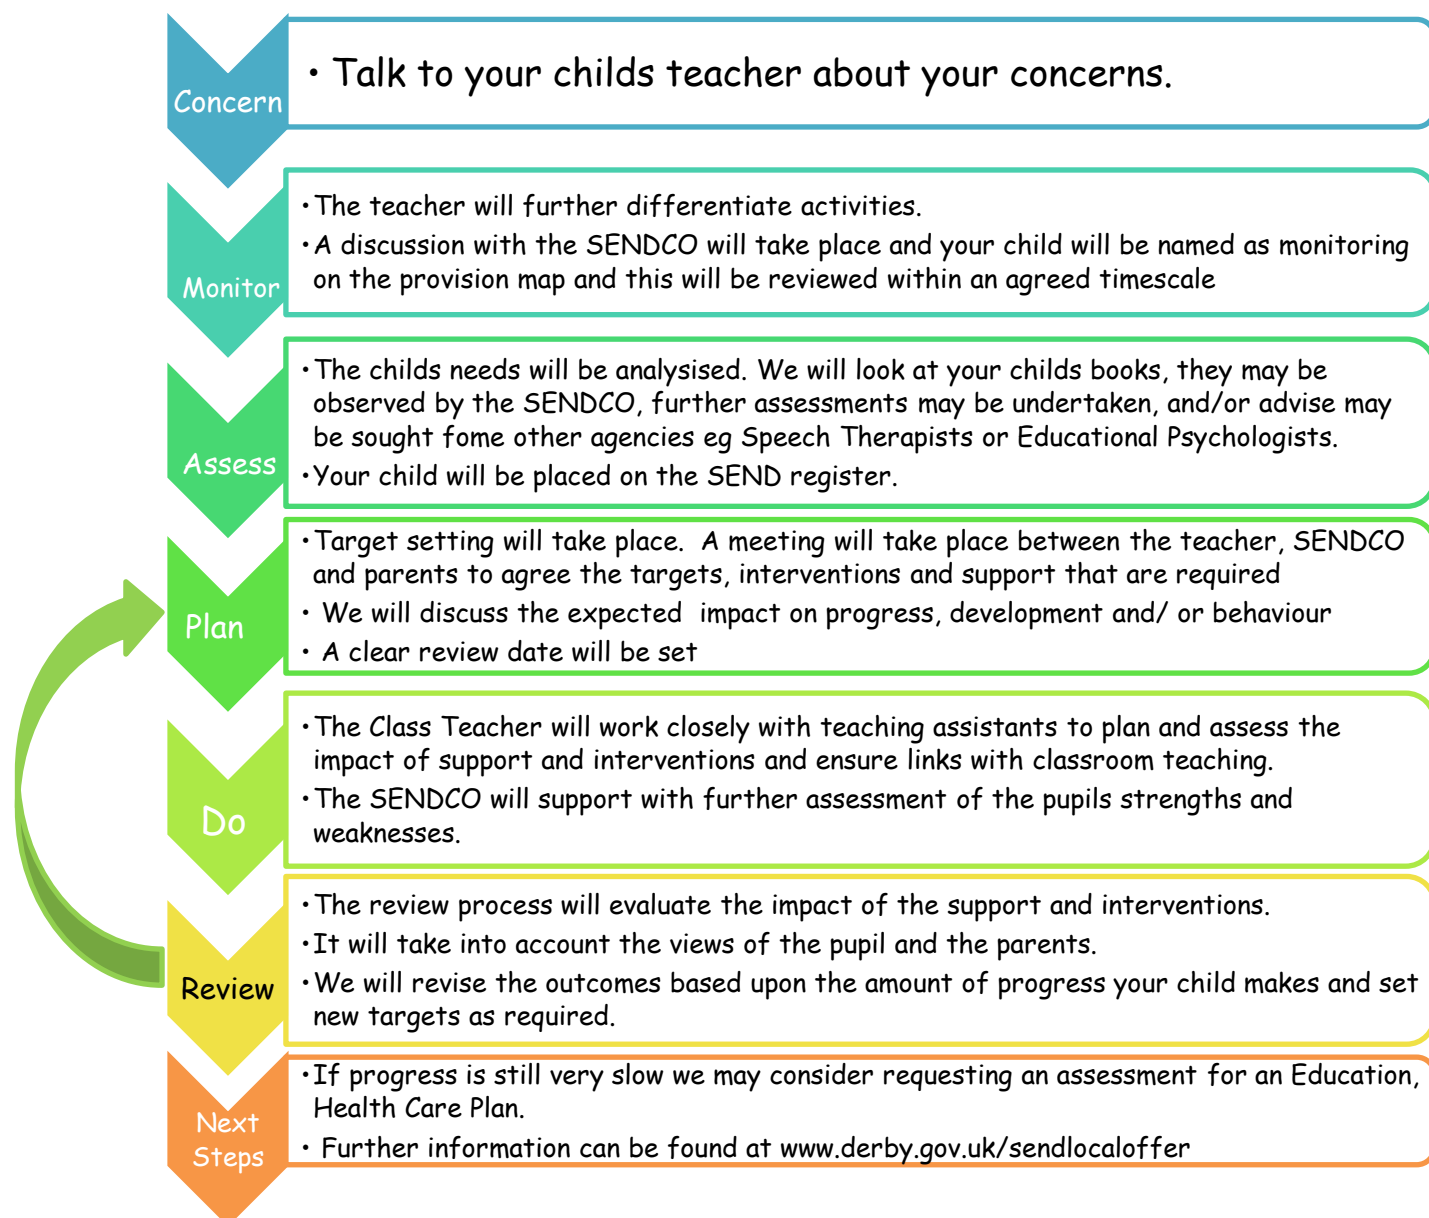 Concern
• Talk to your childs teacher about your concerns.
Monitor
•The teacher will further differentiate activities.
•A discussion with the SENDCO will take place and your child will be named as monitoring
on the provision map and this will be reviewed within an agreed timescale
Assess
•The childs needs will be analysised. We will look at your childs books, they may be
observed by the SENDCO, further assessments may be undertaken, and/or advise may
be sought fome other agencies eg Speech Therapists or Educational Psychologists.
•Your child will be placed on the SEND register.
Plan
•Target setting will take place.  A meeting will take place between the teacher, SENDCO
and parents to agree the targets, interventions and support that are required
• We will discuss the expected  impact on progress, development and/ or behaviour
• A clear review date will be set
Do
•The Class Teacher will work closely with teaching assistants to plan and assess the
impact of support and interventions and ensure links with classroom teaching.
•The SENDCO will support with further assessment of the pupils strengths and
weaknesses.
Review
•The review process will evaluate the impact of the support and interventions.
•It will take into account the views of the pupil and the parents.
•We will revise the outcomes based upon the amount of progress your child makes and set
new targets as required.
Next
Steps
•If progress is still very slow we may consider requesting an assessment for an Education,
Health Care Plan.
• Further information can be found at www.derby.gov.uk/sendlocaloffer